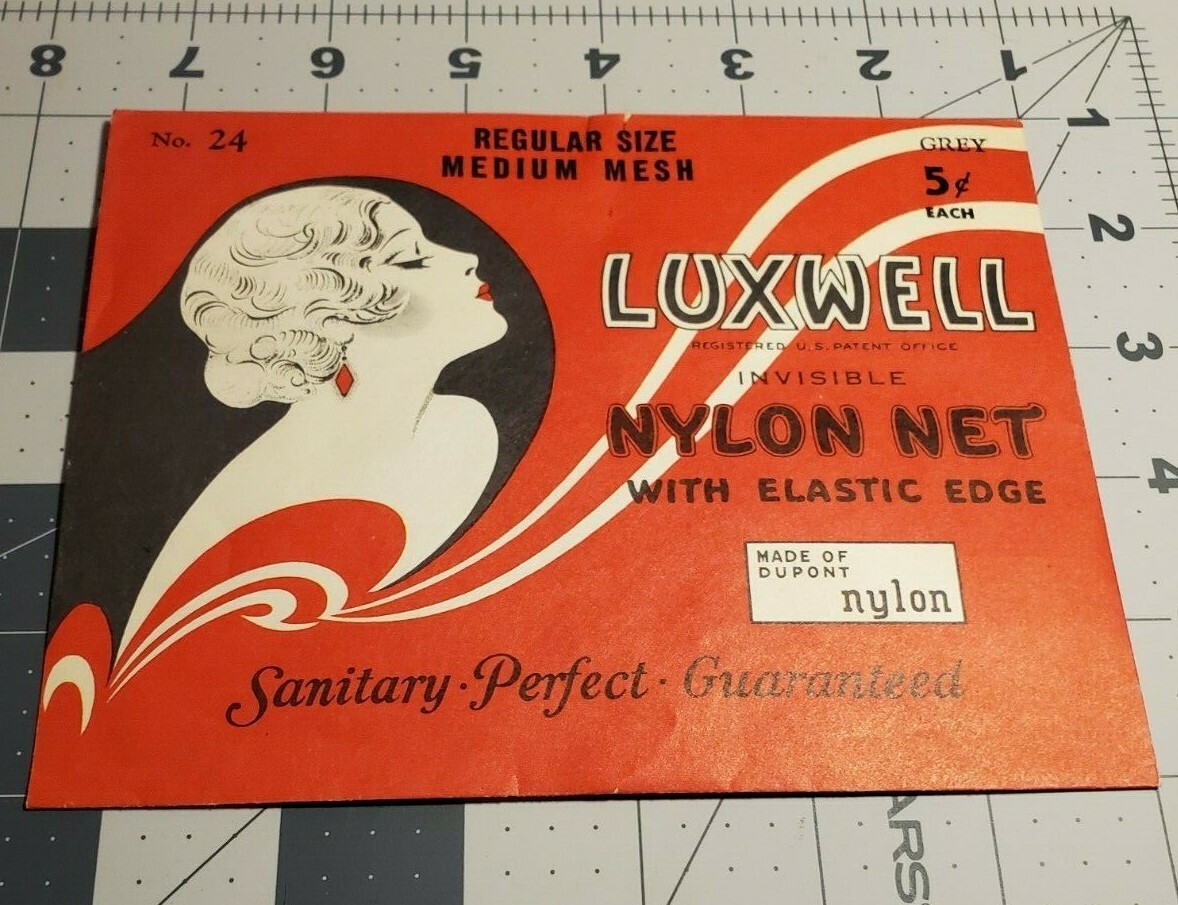 8 7 6 5 4 3 2 1
1
2
3
4
No. 24
REGULAR SIZE
MEDIUM MESH
GREY
5¢
EACH
LUXWELL
REGISTERED U.S. PATENT OFFICE
INVISIBLE
NYLON NET
WITH ELASTIC EDGE
MADE OF
DUPONT
nylon
Sanitary · Perfect · Guaranteed